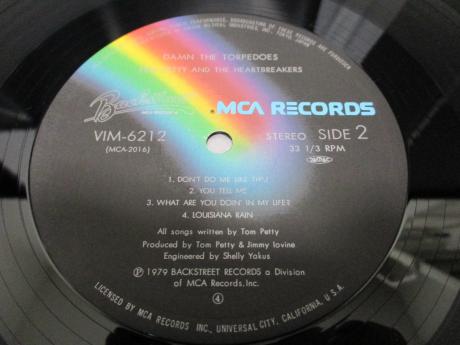 DAMN THE TORPEDOES
PETTY AND THE HEARTBREAKERS
Backstreet
MCA RECORDS
VIM-6212
(MCA-2016)
STEREO SIDE 2
33 1/3 RPM
1. DON'T DO ME LIKE THAT
2. YOU TELL ME
3. WHAT ARE YOU DOIN' IN MY LIFE?
4. LOUISIANA RAIN
All songs written by Tom Petty
Produced by Tom Petty & Jimmy Iovine
Engineered by Shelly Yakus
Ⓟ 1979 BACKSTREET RECORDS a Division
of MCA Records, Inc.
④
LICENSED BY MCA RECORDS INC., UNIVERSAL CITY, CALIFORNIA, U.S.A.